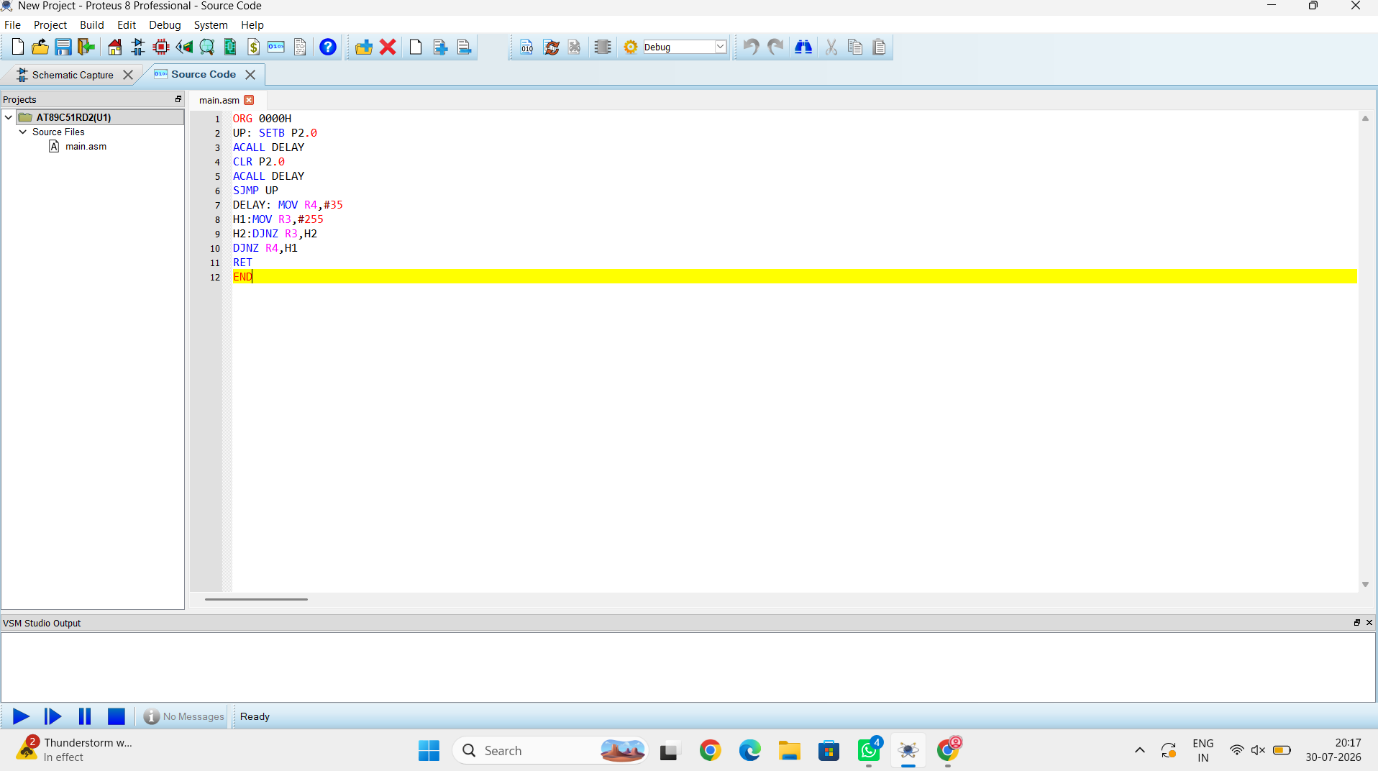 New Project - Proteus 8 Professional - Source Code
File Project Build Edit Debug System Help
Debug
Schematic Capture
Source Code
Projects
main.asm
AT89C51RD2(U1)
Source Files
main.asm
1 ORG 0000H
2 UP: SETB P2.0
3 ACALL DELAY
4 CLR P2.0
5 ACALL DELAY
6 SJMP UP
7 DELAY: MOV R4,#35
8 H1:MOV R3,#255
9 H2:DJNZ R3,H2
10 DJNZ R4,H1
11 RET
12 END
VSM Studio Output
No Messages
Ready
2
Thunderstorm w...
In effect
Search
4
ENG
IN
20:17
30-07-2026